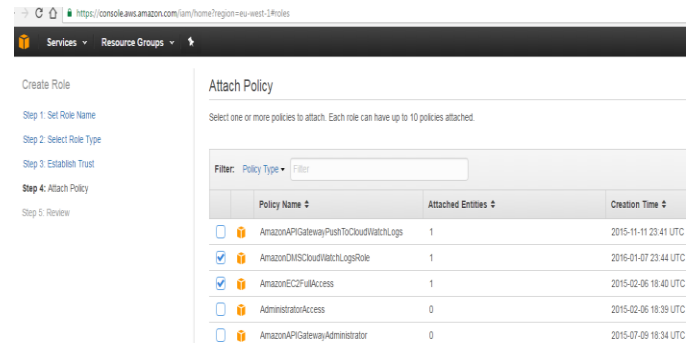 https://console.aws.amazon.com/iam/home?region=eu-west-1#roles
Services Resource Groups
Create Role
Step 1: Set Role Name
Step 2: Select Role Type
Step 3: Establish Trust
Step 4: Attach Policy
Step 5: Review
Attach Policy
Select one or more policies to attach. Each role can have up to 10 policies attached.
Filter: Policy Type Filter
Policy Name Attached Entities Creation Time
AmazonAPIGatewayPushToCloudWatchLogs 1 2015-11-11 23:41 UTC
AmazonDMSCloudWatchLogsRole 1 2016-01-07 23:44 UTC
AmazonEC2FullAccess 1 2015-02-06 18:40 UTC
AdministratorAccess 0 2015-02-06 18:39 UTC
AmazonAPIGatewayAdministrator 0 2015-07-09 18:34 UTC